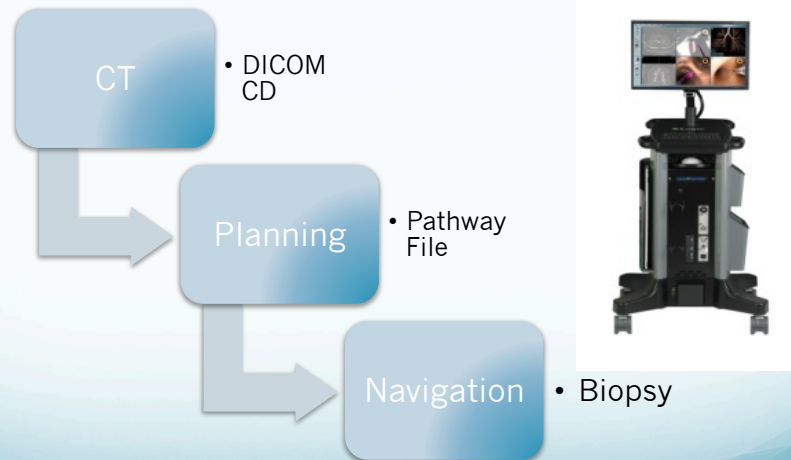 CT
• DICOM
CD
Planning
• Pathway
File
Navigation
• Biopsy